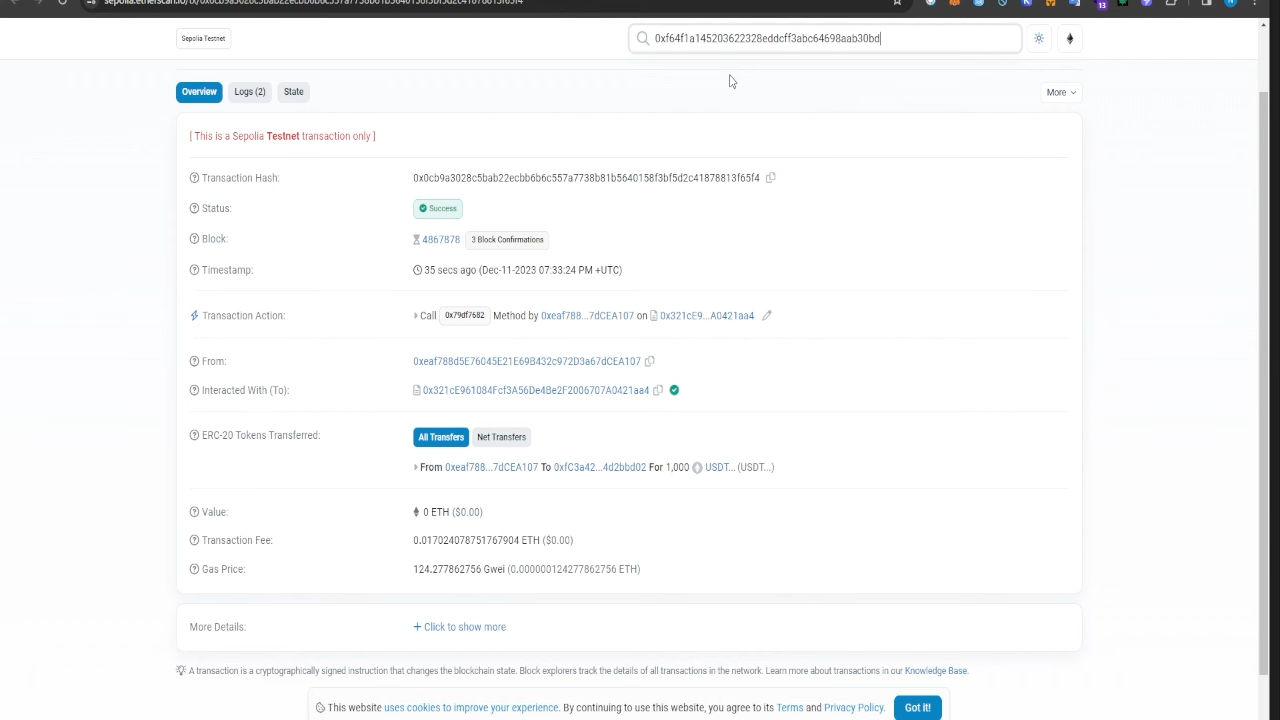 Sepolia Testnet
0xf64f1a145203622328eddcff3abc64698aab30bd
Overview Logs (2) State More
[ This is a Sepolia Testnet transaction only ]
Transaction Hash: 0x0cb9a3028c5bab22ecbb6b6c557a7738b81b5640158f3bf5d2c41878813f65f4
Status: Success
Block: 4867878 3 Block Confirmations
Timestamp: 35 secs ago (Dec-11-2023 07:33:24 PM +UTC)
Transaction Action: Call 0x79df7682 Method by 0xeaf788...7dCEA107 on 0x321cE9...A0421aa4
From: 0xeaf788d5E76045E21E69B432c972D3a67dCEA107
Interacted With (To): 0x321cE961084Fcf3A56De4Be2F2006707A0421aa4
ERC-20 Tokens Transferred: All Transfers Net Transfers
From 0xeaf788...7dCEA107 To 0xfC3a42...4d2bbd02 For 1,000 USDT... (USDT...)
Value: 0 ETH ($0.00)
Transaction Fee: 0.017024078751767904 ETH ($0.00)
Gas Price: 124.277862756 Gwei (0.000000124277862756 ETH)
More Details: + Click to show more
A transaction is a cryptographically signed instruction that changes the blockchain state. Block explorers track the details of all transactions in the network. Learn more about transactions in our Knowledge Base.
This website uses cookies to improve your experience. By continuing to use this website, you agree to its Terms and Privacy Policy. Got it!